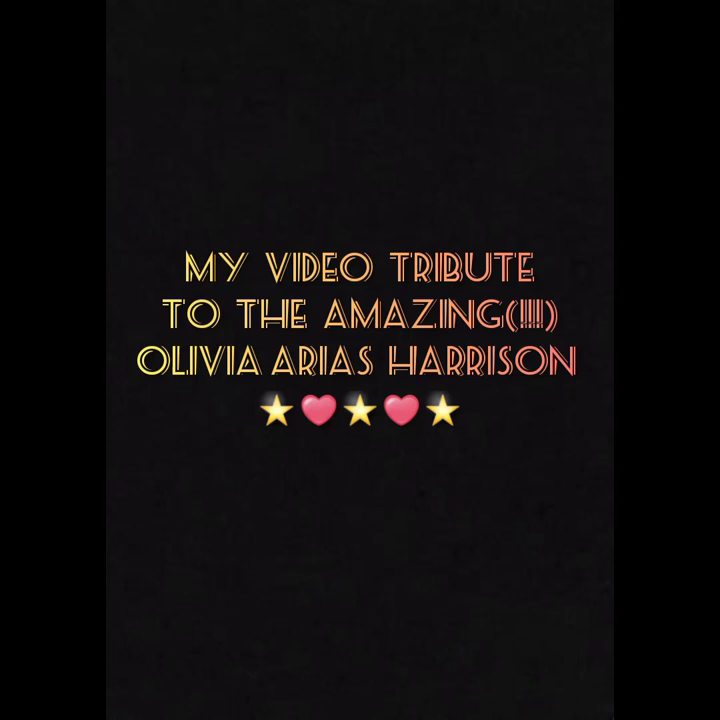 MY VIDEO TRIBUTE
TO THE AMAZING(!!!)
OLIVIA ARIAS HARRISON
⭐❤️⭐❤️⭐